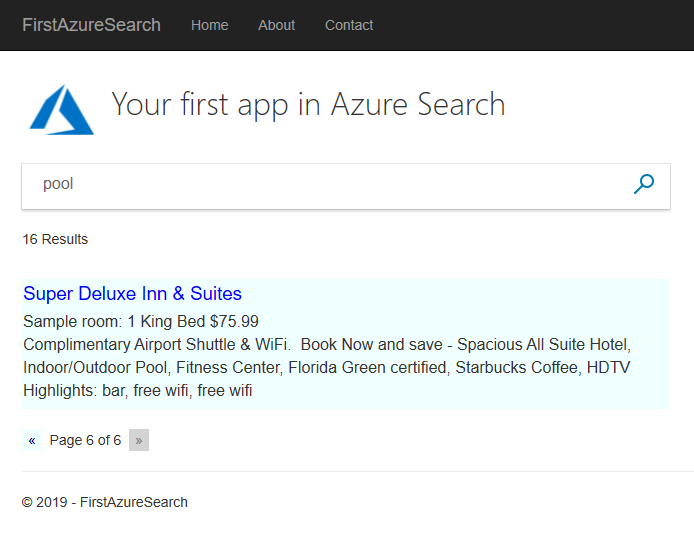 FirstAzureSearch Home About Contact
Your first app in Azure Search
pool
16 Results
Super Deluxe Inn & Suites
Sample room: 1 King Bed $75.99
Complimentary Airport Shuttle & WiFi.  Book Now and save - Spacious All Suite Hotel,
Indoor/Outdoor Pool, Fitness Center, Florida Green certified, Starbucks Coffee, HDTV
Highlights: bar, free wifi, free wifi
« Page 6 of 6 »
© 2019 - FirstAzureSearch